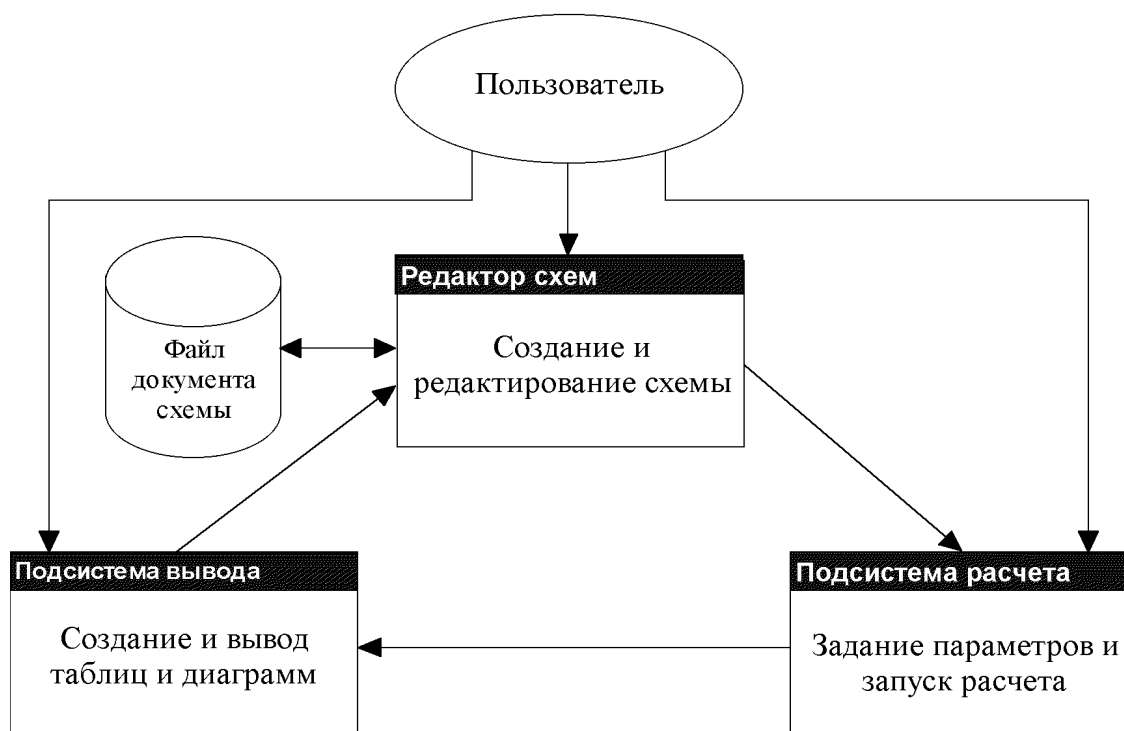 Пользователь
Редактор схем
Создание и
редактирование схемы
Файл
документа
схемы
Подсистема вывода
Создание и вывод
таблиц и диаграмм
Подсистема расчета
Задание параметров и
запуск расчета